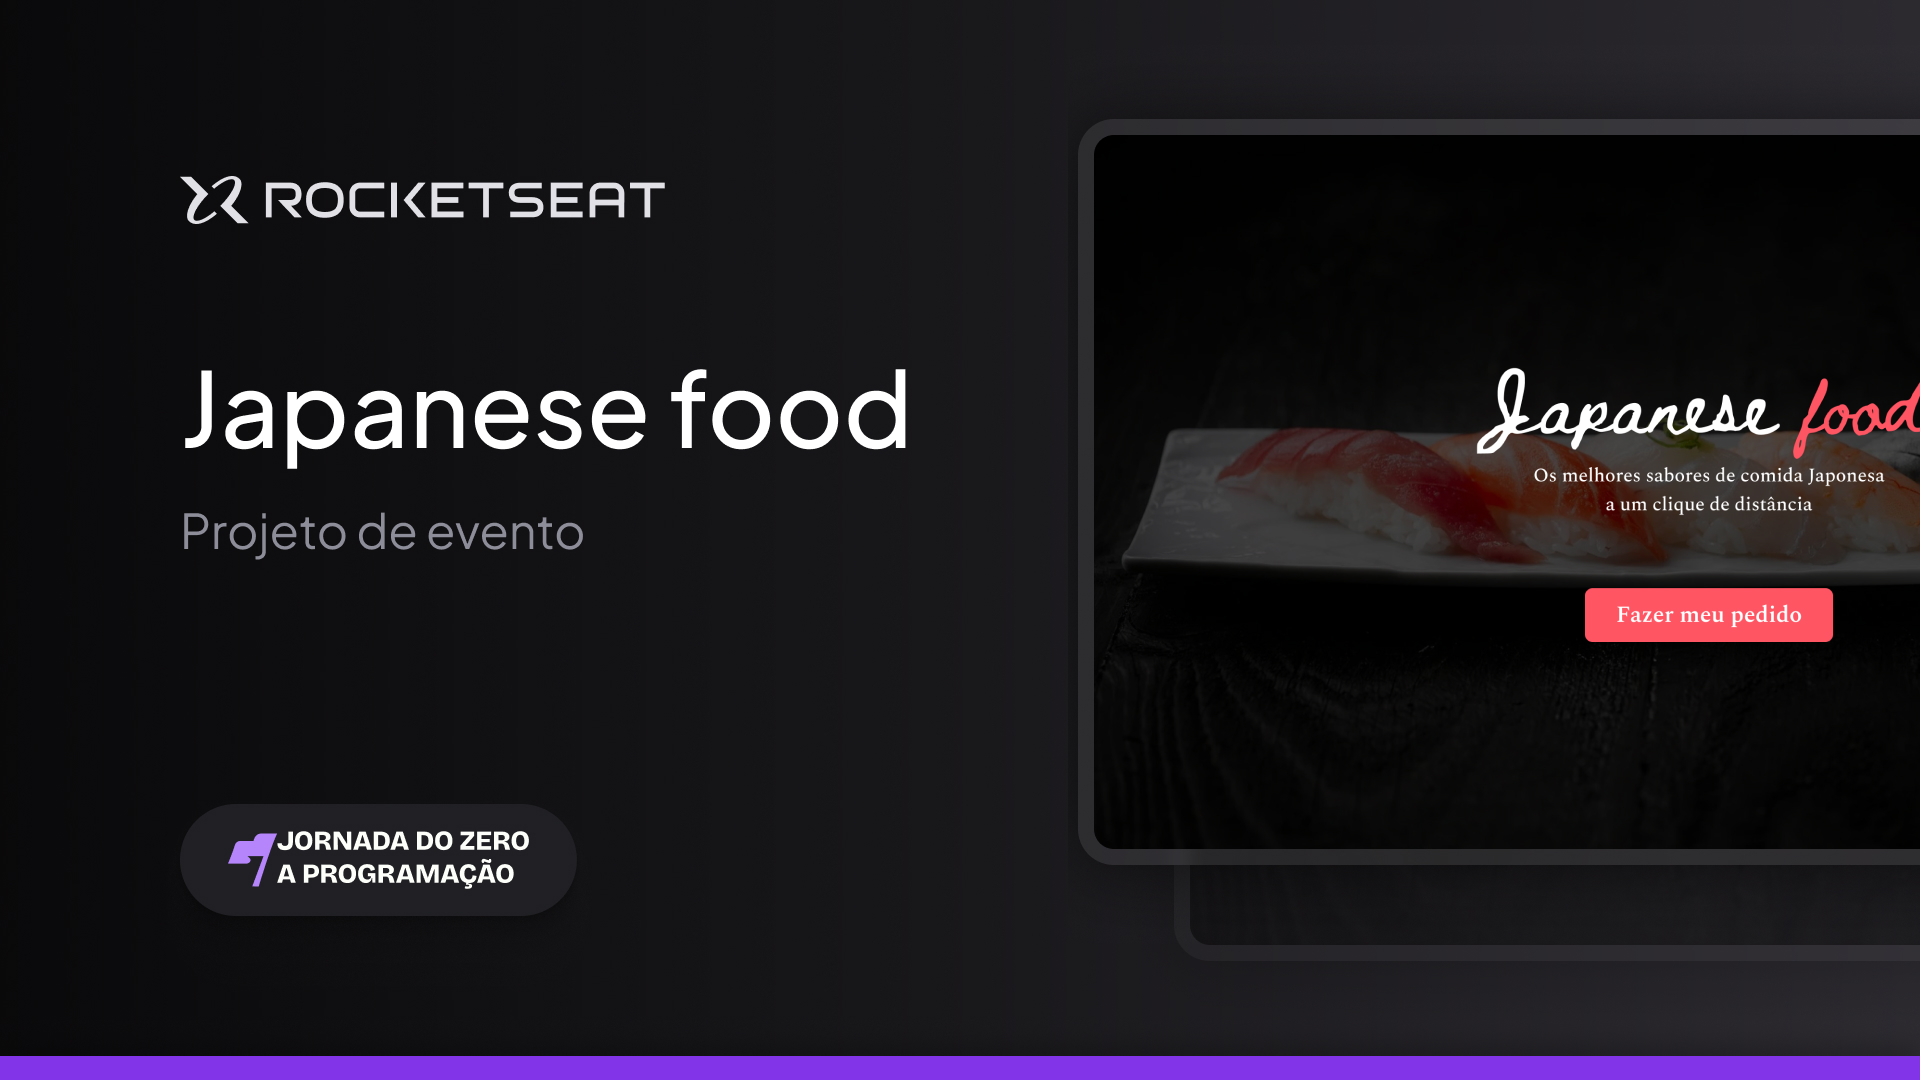 ROCKETSEAT
Japanese food
Projeto de evento
JORNADA DO ZERO
A PROGRAMAÇÃO
Japanese food
Os melhores sabores de comida Japonesa
a um clique de distância
Fazer meu pedido